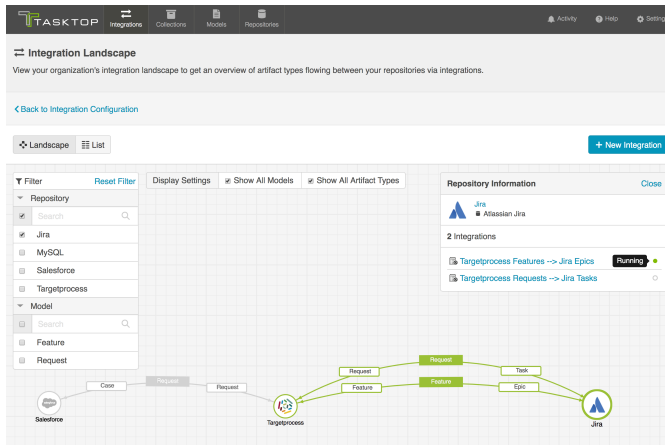 TASKTOP
Integrations
Collections
Models
Repositories
Activity
Help
Setting
Integration Landscape
View your organization's integration landscape to get an overview of artifact types flowing between your repositories via integrations.
Back to Integration Configuration
Landscape
List
+ New Integration
Filter
Reset Filter
Display Settings
Show All Models
Show All Artifact Types
Repository Information
Close
Repository
Search
Jira
MySQL
Salesforce
Targetprocess
Model
Search
Feature
Request
Jira
Atlassian Jira
2 Integrations
Targetprocess Features --> Jira Epics
Running
Targetprocess Requests --> Jira Tasks
Request
Request
Task
Request
Feature
Case
Request
Feature
Epic
Salesforce
Targetprocess
Jira